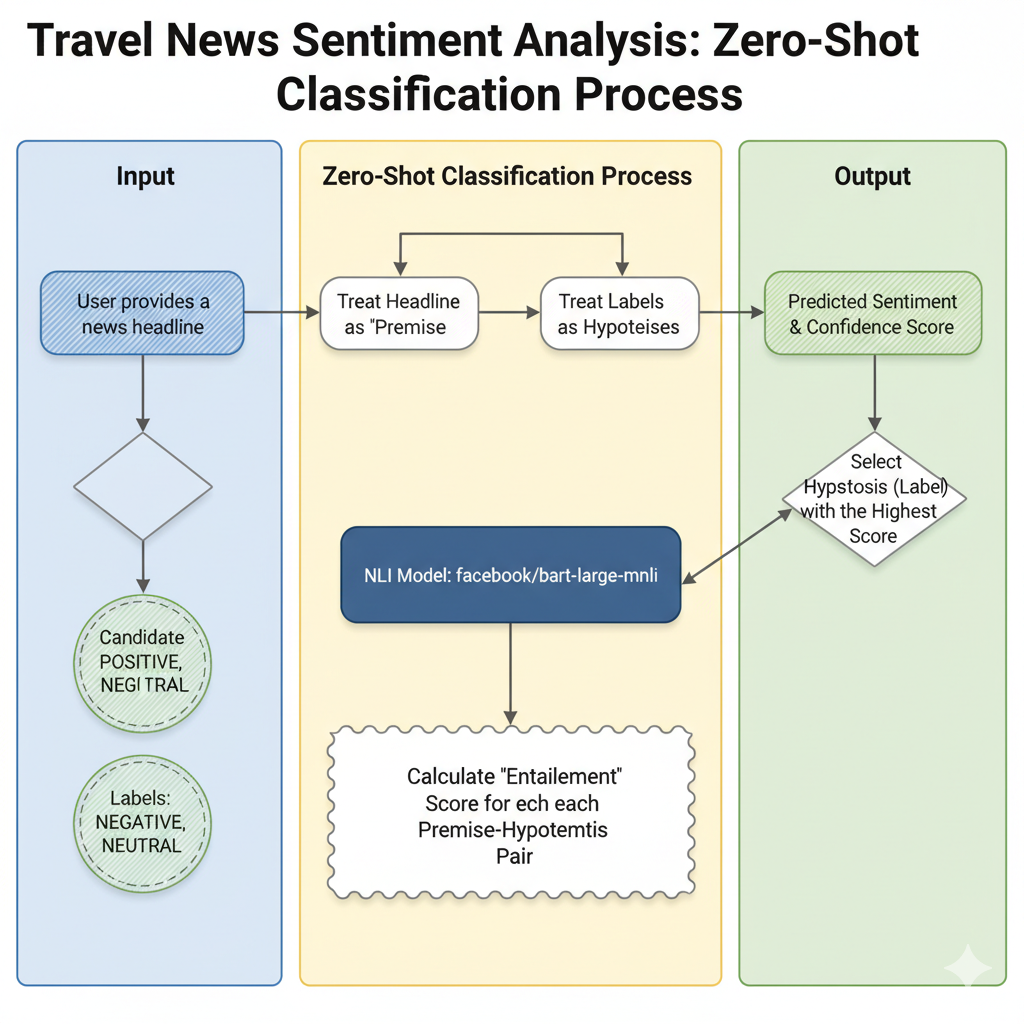 Travel News Sentiment Analysis: Zero-Shot
Classification Process
Input
User provides a
news headline
Candidate
POSITIVE,
NEGI TRAL
Labels:
NEGATIVE,
NEUTRAL
Zero-Shot Classification Process
Treat Headline
as "Premise
Treat Labels
as Hypoteises
NLI Model: facebook/bart-large-mnli
Calculate "Entailement"
Score for ech each
Premise-Hypotemtis
Pair
Output
Predicted Sentiment
& Confidence Score
Select
Hypstosis (Label)
with the Highest
Score